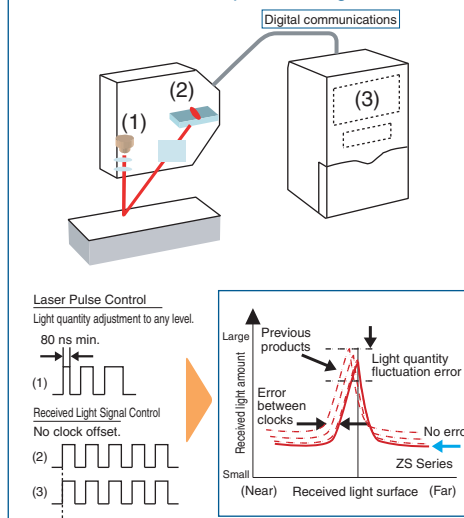 Digital communications
(2)
(1)
(3)
Laser Pulse Control
Light quantity adjustment to any level.
80 ns min.
(1)
Received Light Signal Control
No clock offset.
(2)
(3)
Large
Previous
products
Light quantity
fluctuation error
Received light amount
Error
between
clocks
No error
ZS Series
Small
(Near) Received light surface (Far)